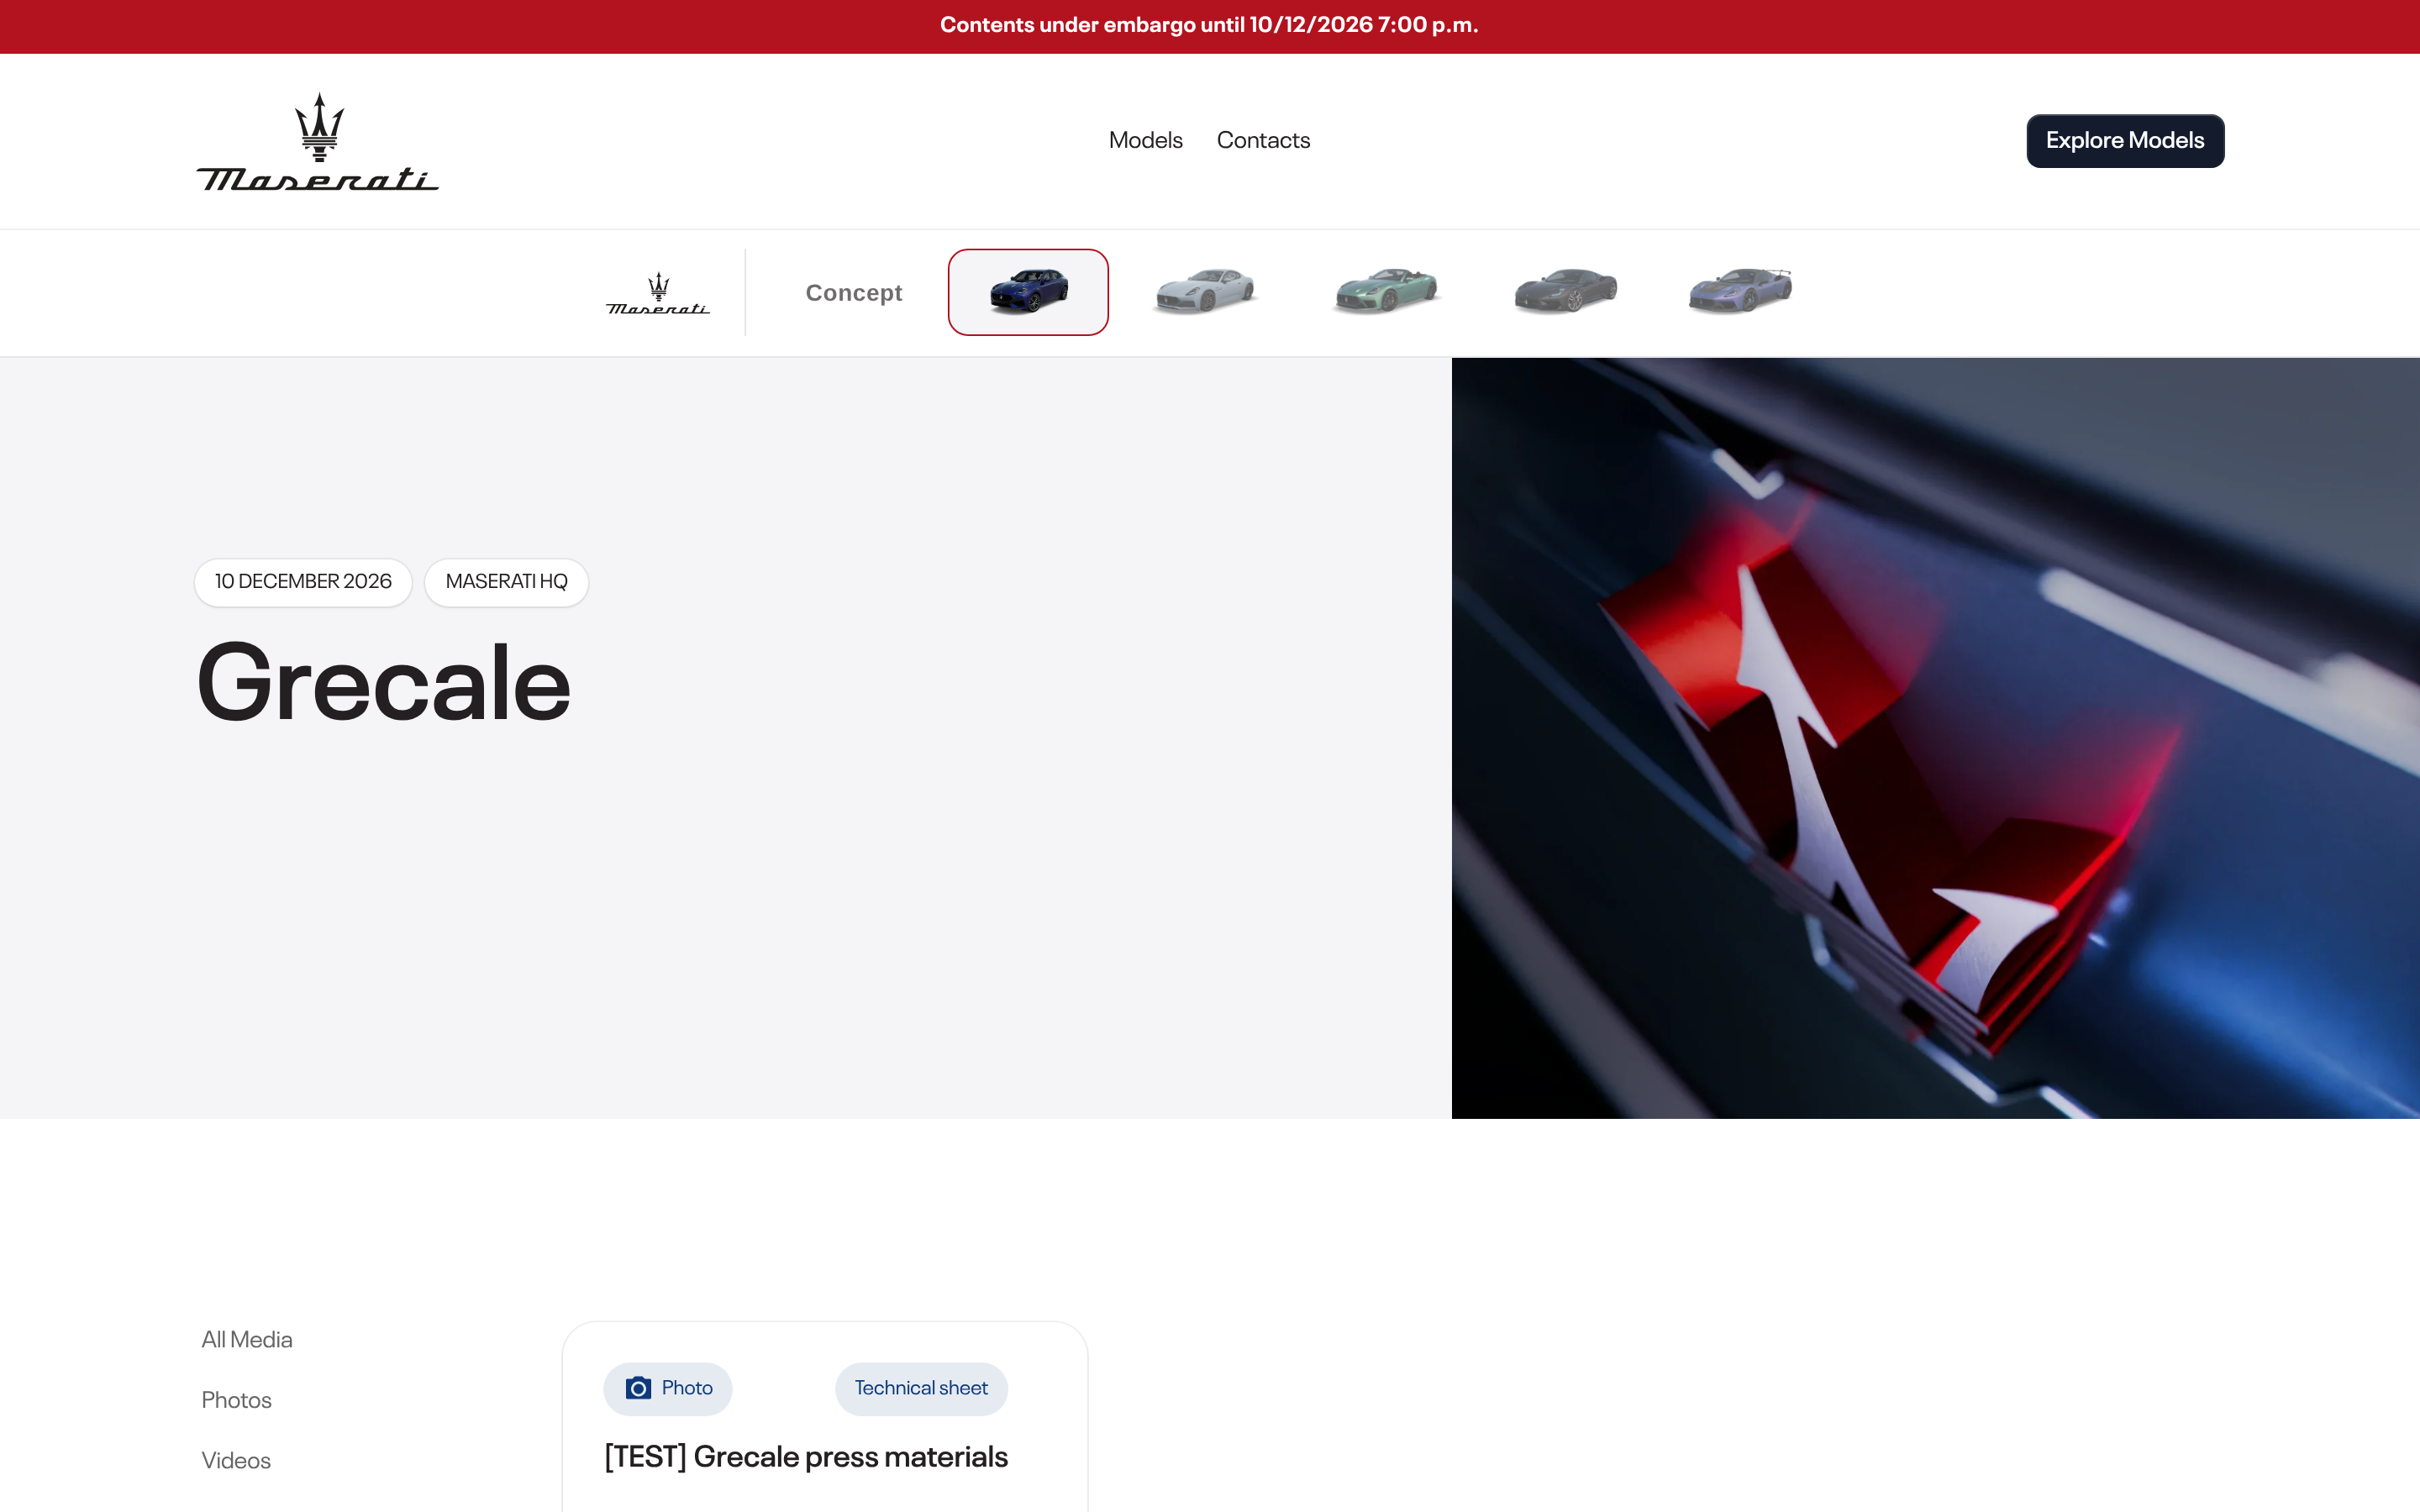 Contents under embargo until 10/12/2026 7:00 p.m.
Maserati
Models Contacts
Explore Models
Maserati
Concept
10 DECEMBER 2026 MASERATI HQ
Grecale
All Media
Photos
Videos
Photo Technical sheet
[TEST] Grecale press materials